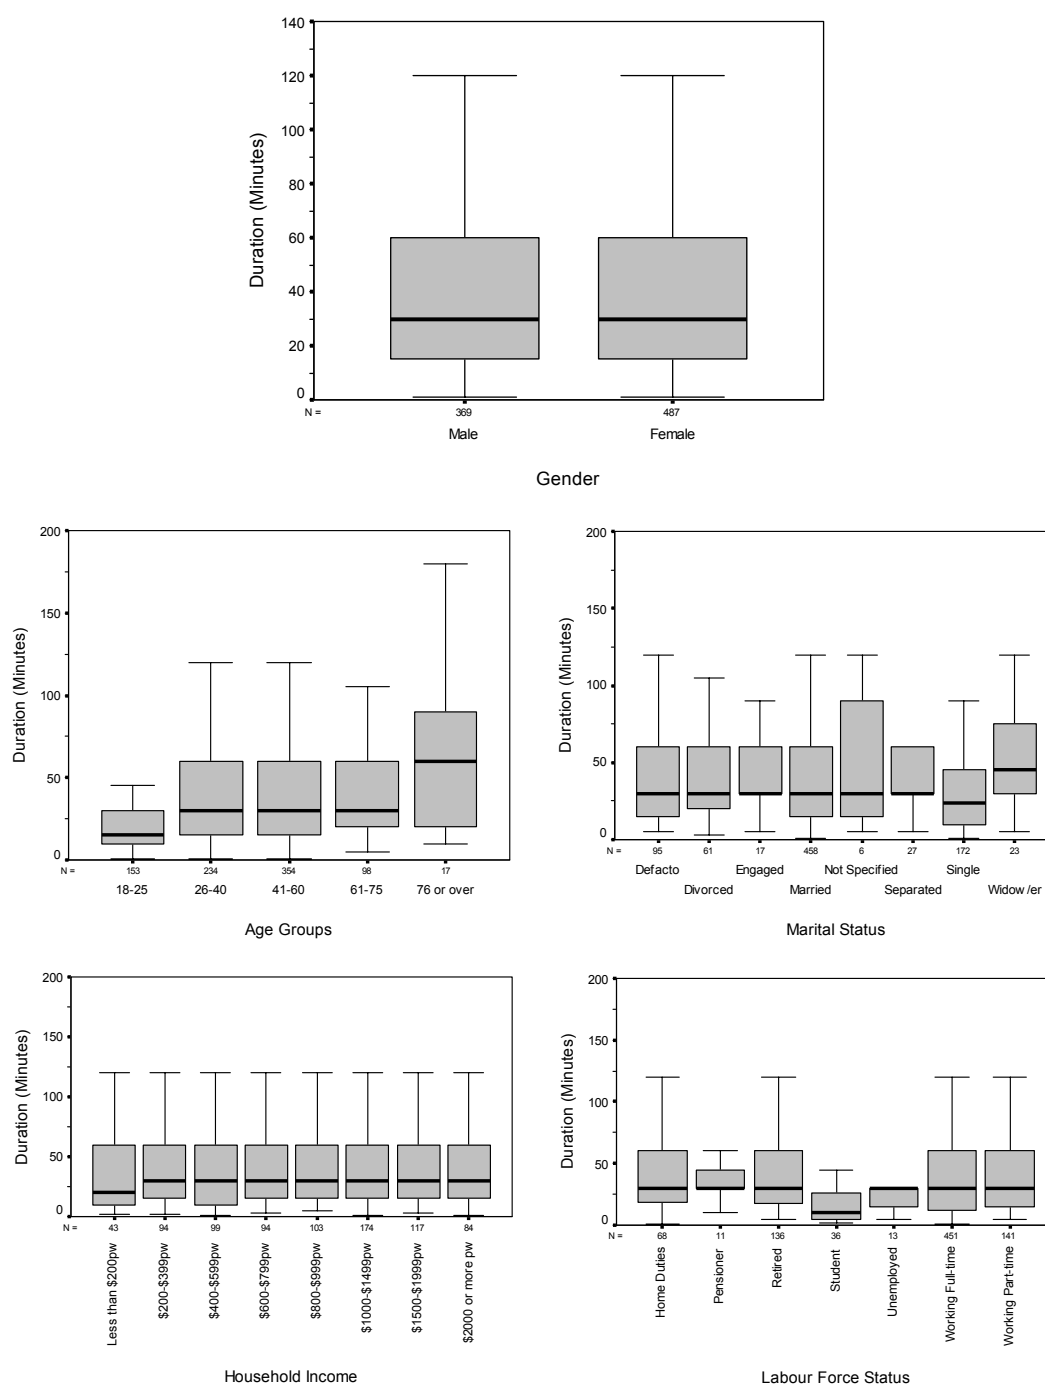 140
120
100
80
60
40
20
0
Duration (Minutes)
N = 369 487
Male Female
Gender
200
150
100
50
0
Duration (Minutes)
N = 153 234 354 98 17
18-25 26-40 41-60 61-75 76 or over
Age Groups
200
150
100
50
0
Duration (Minutes)
N = 95 61 17 458 6 27 172 23
Defacto Engaged Not Specified Single
Divorced Married Separated Widow/er
Marital Status
200
150
100
50
0
Duration (Minutes)
N = 43 94 99 94 103 174 117 84
Less than $200pw
$200-$399pw
$400-$599pw
$600-$799pw
$800-$999pw
$1000-$1499pw
$1500-$1999pw
$2000 or more pw
Household Income
200
150
100
50
0
Duration (Minutes)
N = 68 11 136 36 13 451 141
Home Duties
Pensioner
Retired
Student
Unemployed
Working Full-time
Working Part-time
Labour Force Status